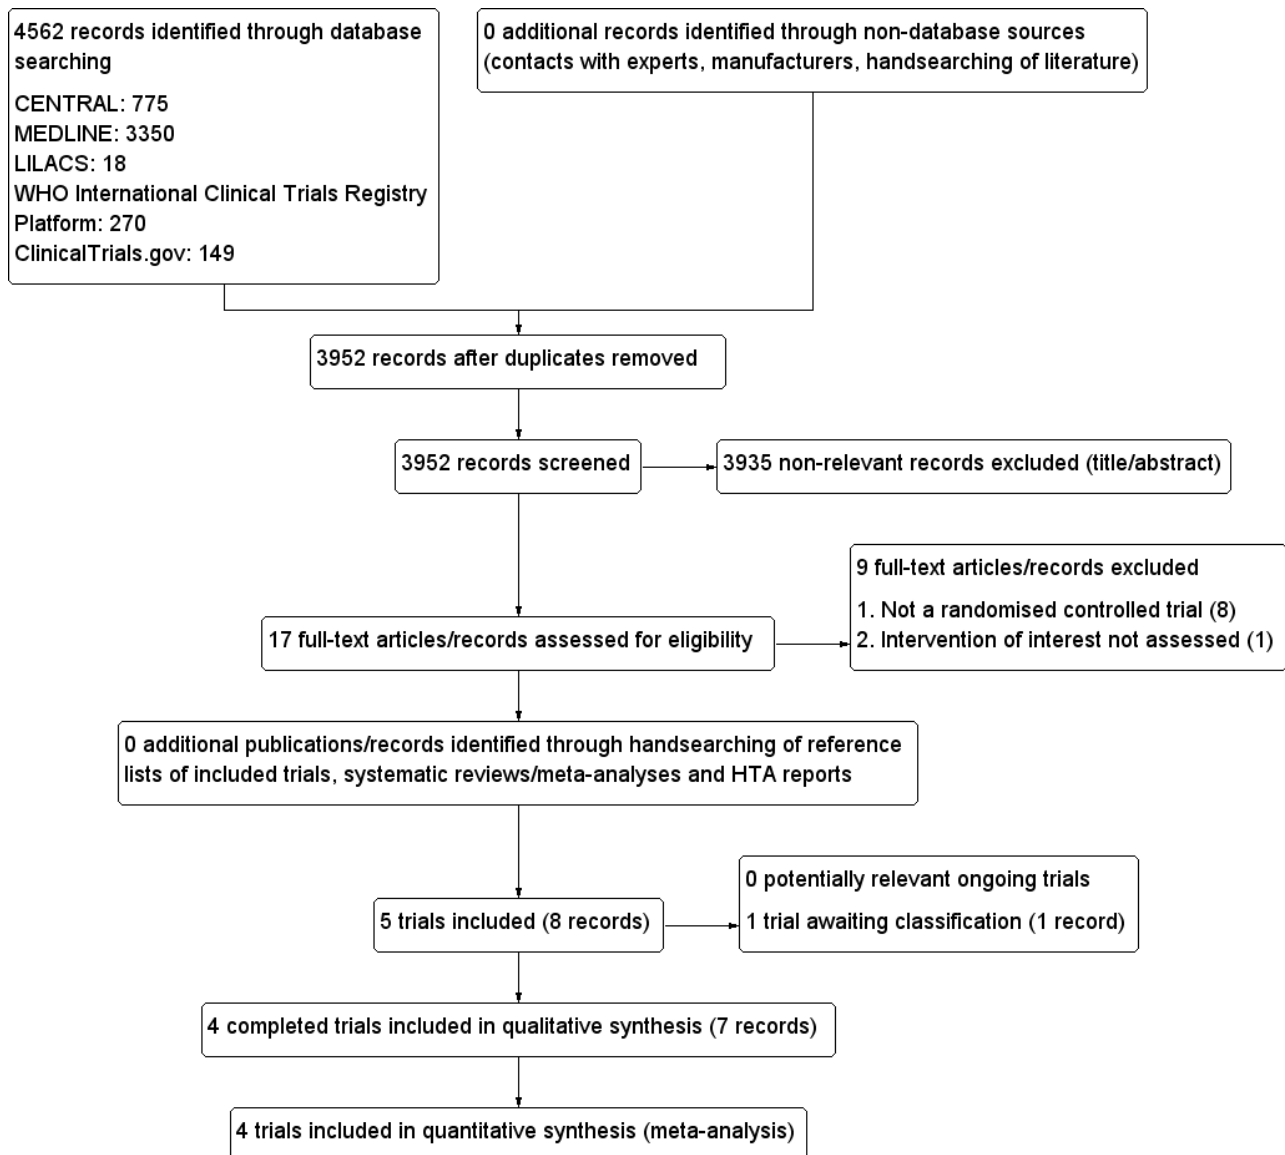 4562 records identified through database
searching
CENTRAL: 775
MEDLINE: 3350
LILACS: 18
WHO International Clinical Trials Registry
Platform: 270
ClinicalTrials.gov: 149
0 additional records identified through non-database sources
(contacts with experts, manufacturers, handsearching of literature)
3952 records after duplicates removed
3952 records screened
3935 non-relevant records excluded (title/abstract)
17 full-text articles/records assessed for eligibility
9 full-text articles/records excluded
1. Not a randomised controlled trial (8)
2. Intervention of interest not assessed (1)
0 additional publications/records identified through handsearching of reference
lists of included trials, systematic reviews/meta-analyses and HTA reports
5 trials included (8 records)
0 potentially relevant ongoing trials
1 trial awaiting classification (1 record)
4 completed trials included in qualitative synthesis (7 records)
4 trials included in quantitative synthesis (meta-analysis)